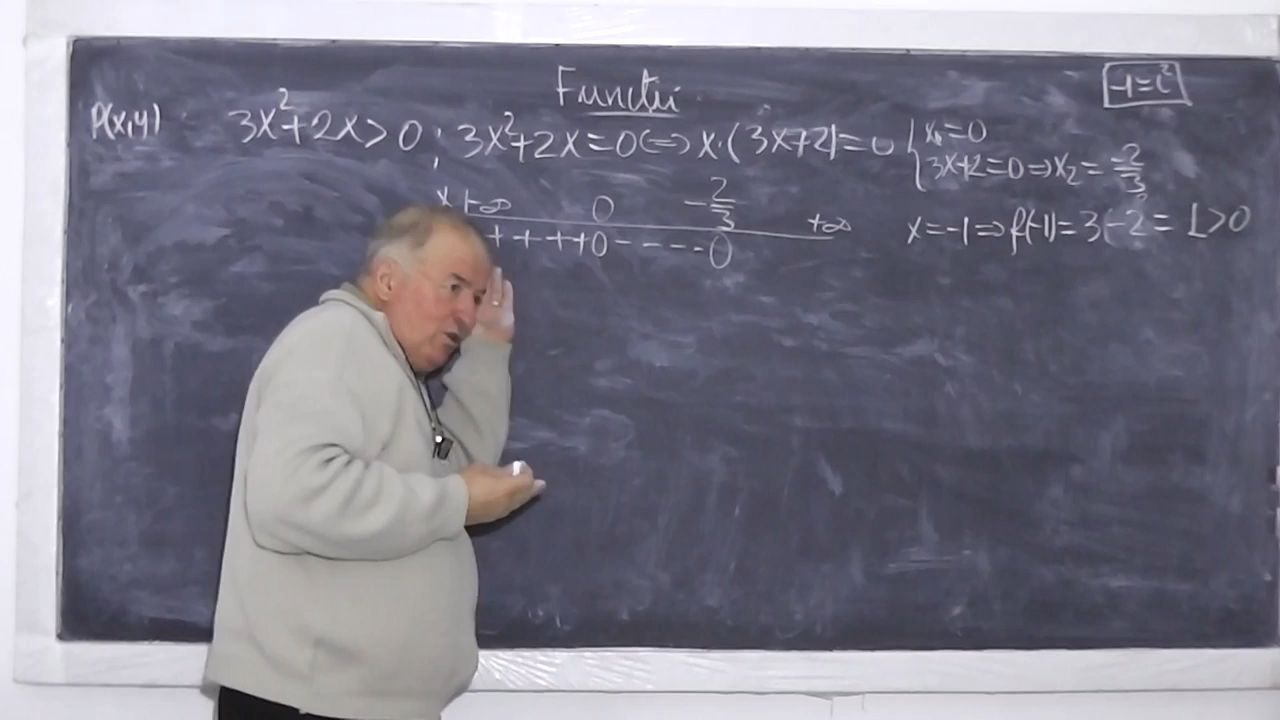 Funcții
-1=i²
P(x,y) 3x²+2x>0; 3x²+2x=0⇔x·(3x+2)=0 { x₁=0
3x+2=0⇒x₂=-2/3
x +∞ 0 -2/3 +∞
++++0----0
x=-1⇒f(-1)=3-2=1>0